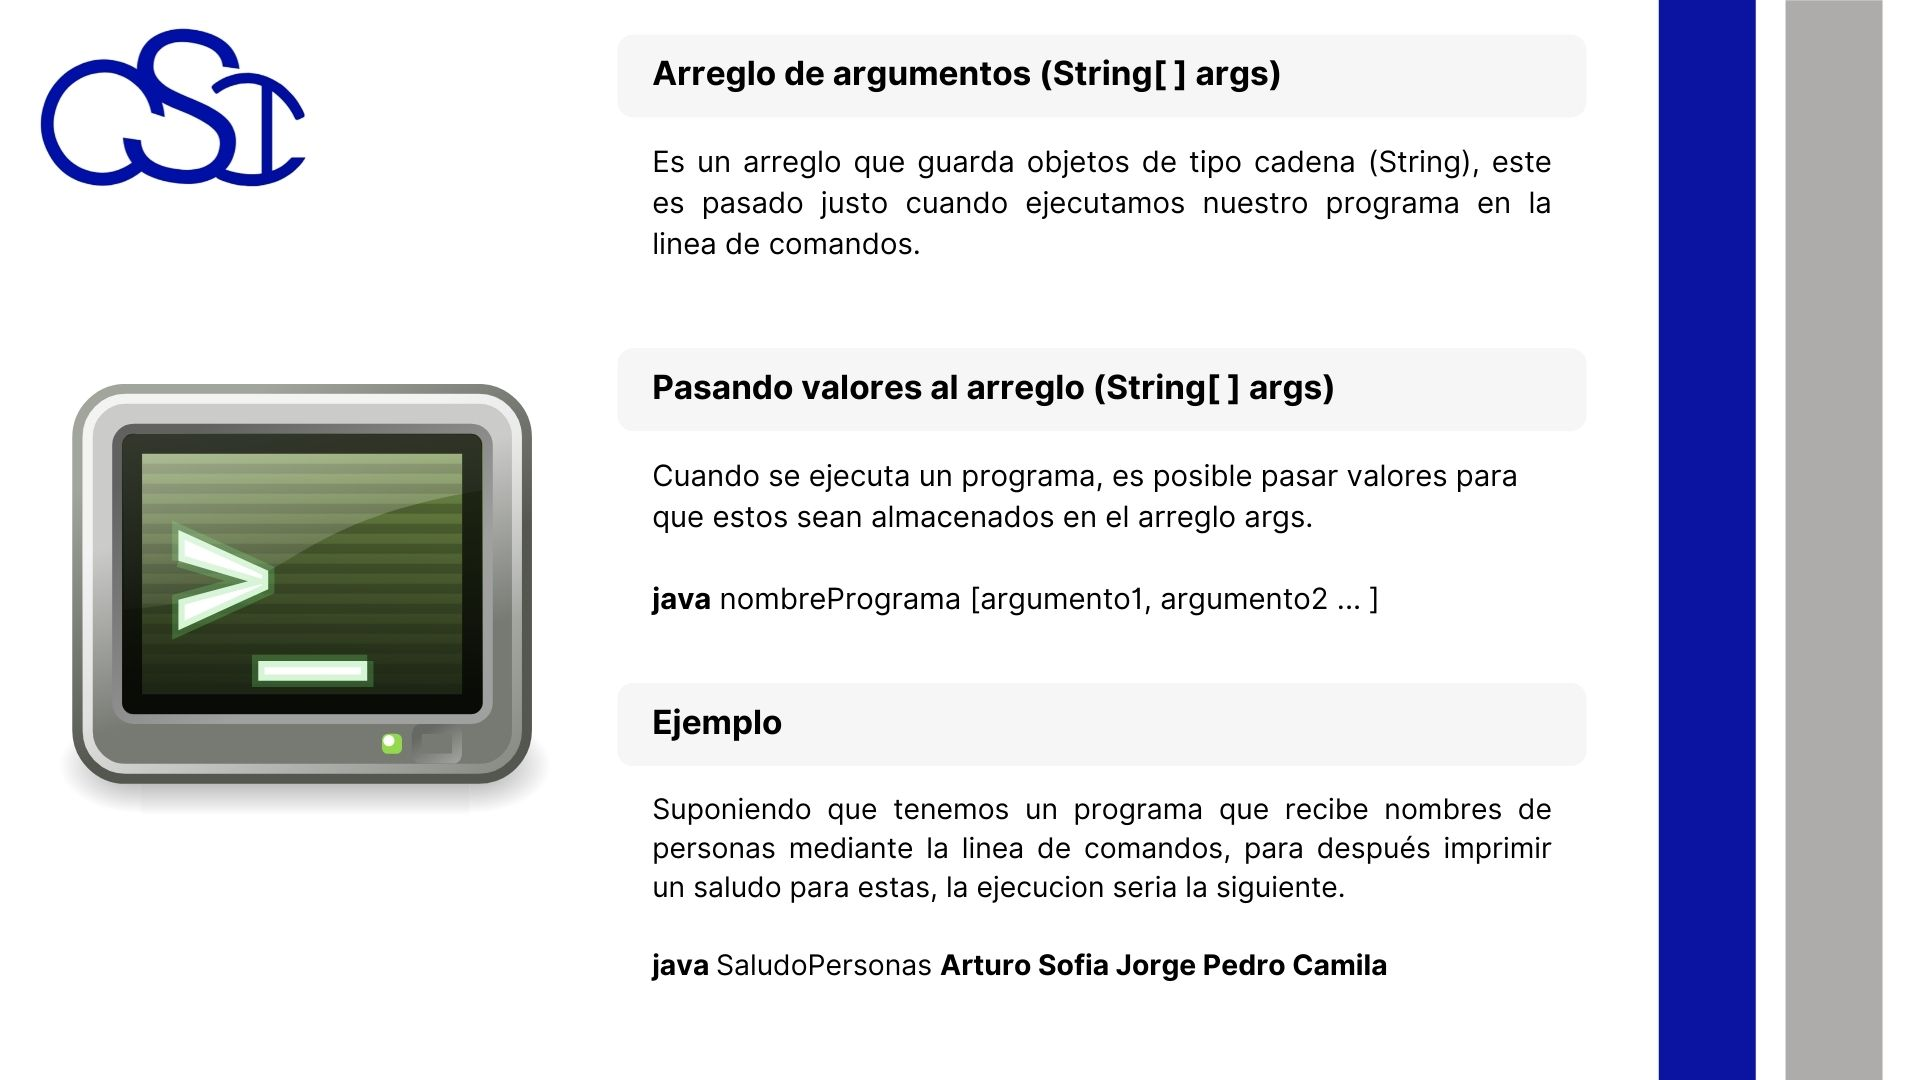 CSI
Arreglo de argumentos (String[ ] args)
Es un arreglo que guarda objetos de tipo cadena (String), este
es pasado justo cuando ejecutamos nuestro programa en la
linea de comandos.
Pasando valores al arreglo (String[ ] args)
Cuando se ejecuta un programa, es posible pasar valores para
que estos sean almacenados en el arreglo args.
java nombrePrograma [argumento1, argumento2 ... ]
Ejemplo
Suponiendo que tenemos un programa que recibe nombres de
personas mediante la linea de comandos, para después imprimir
un saludo para estas, la ejecucion seria la siguiente.
java SaludoPersonas Arturo Sofia Jorge Pedro Camila
>_